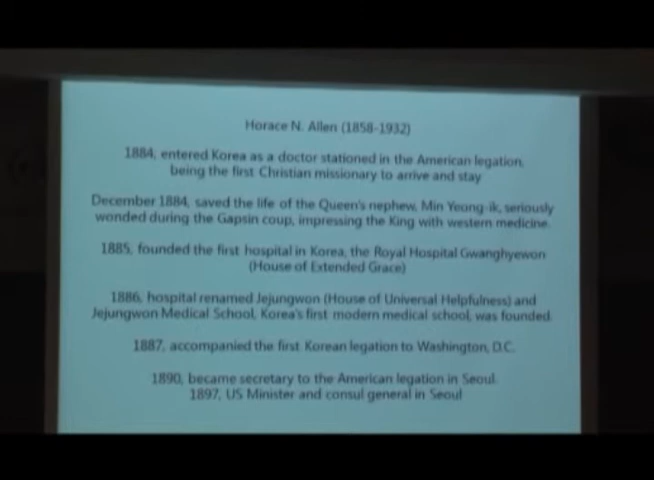 Horace N. Allen (1858-1932)
1884, entered Korea as a doctor stationed in the American legation,
being the first Christian missionary to arrive and stay
December 1884, saved the life of the Queen's nephew, Min Yeong-ik, seriously
wonded during the Gapsin coup, impressing the King with western medicine.
1885, founded the first hospital in Korea, the Royal Hospital Gwanghyewon
(House of Extended Grace)
1886, hospital renamed Jejungwon (House of Universal Helpfulness) and
Jejungwon Medical School, Korea's first modern medical school, was founded
1887, accompanied the first Korean legation to Washington, D.C.
1890, became secretary to the American legation in Seoul.
1897, US Minister and consul general in Seoul